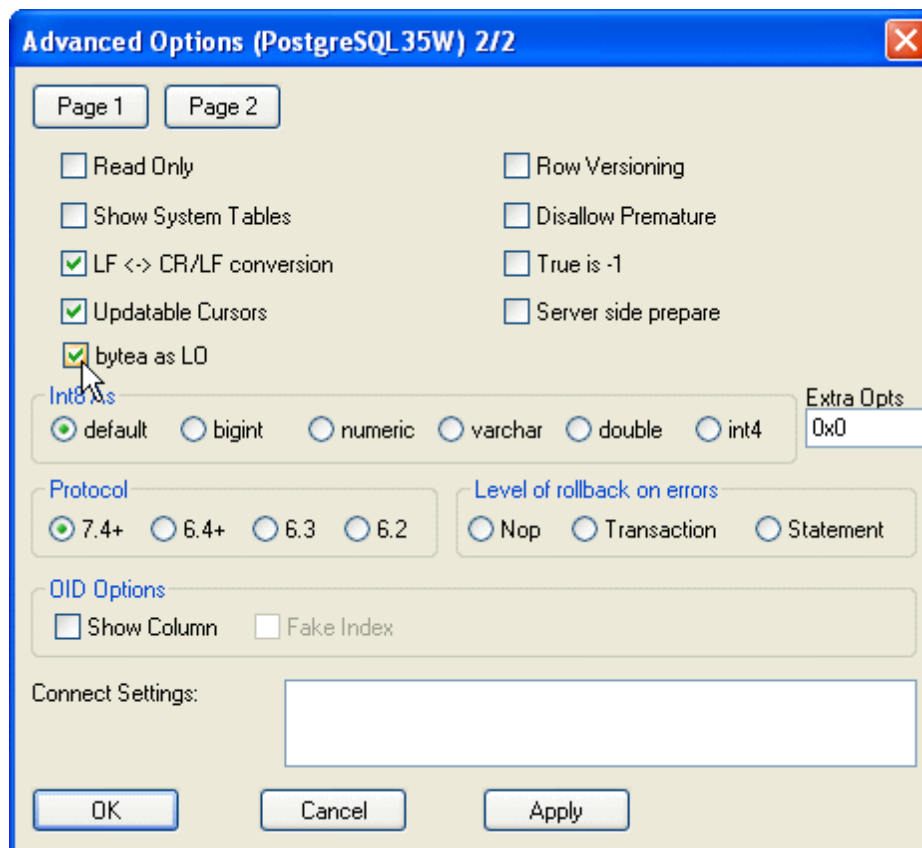 Advanced Options (PostgreSQL35W) 2/2
Page 1 Page 2
Read Only Row Versioning
Show System Tables Disallow Premature
LF <-> CR/LF conversion True is -1
Updatable Cursors Server side prepare
bytea as LO
Int8 As Extra Opts
default bigint numeric varchar double int4 0x0
Protocol Level of rollback on errors
7.4+ 6.4+ 6.3 6.2 Nop Transaction Statement
OID Options
Show Column Fake Index
Connect Settings:
OK Cancel Apply